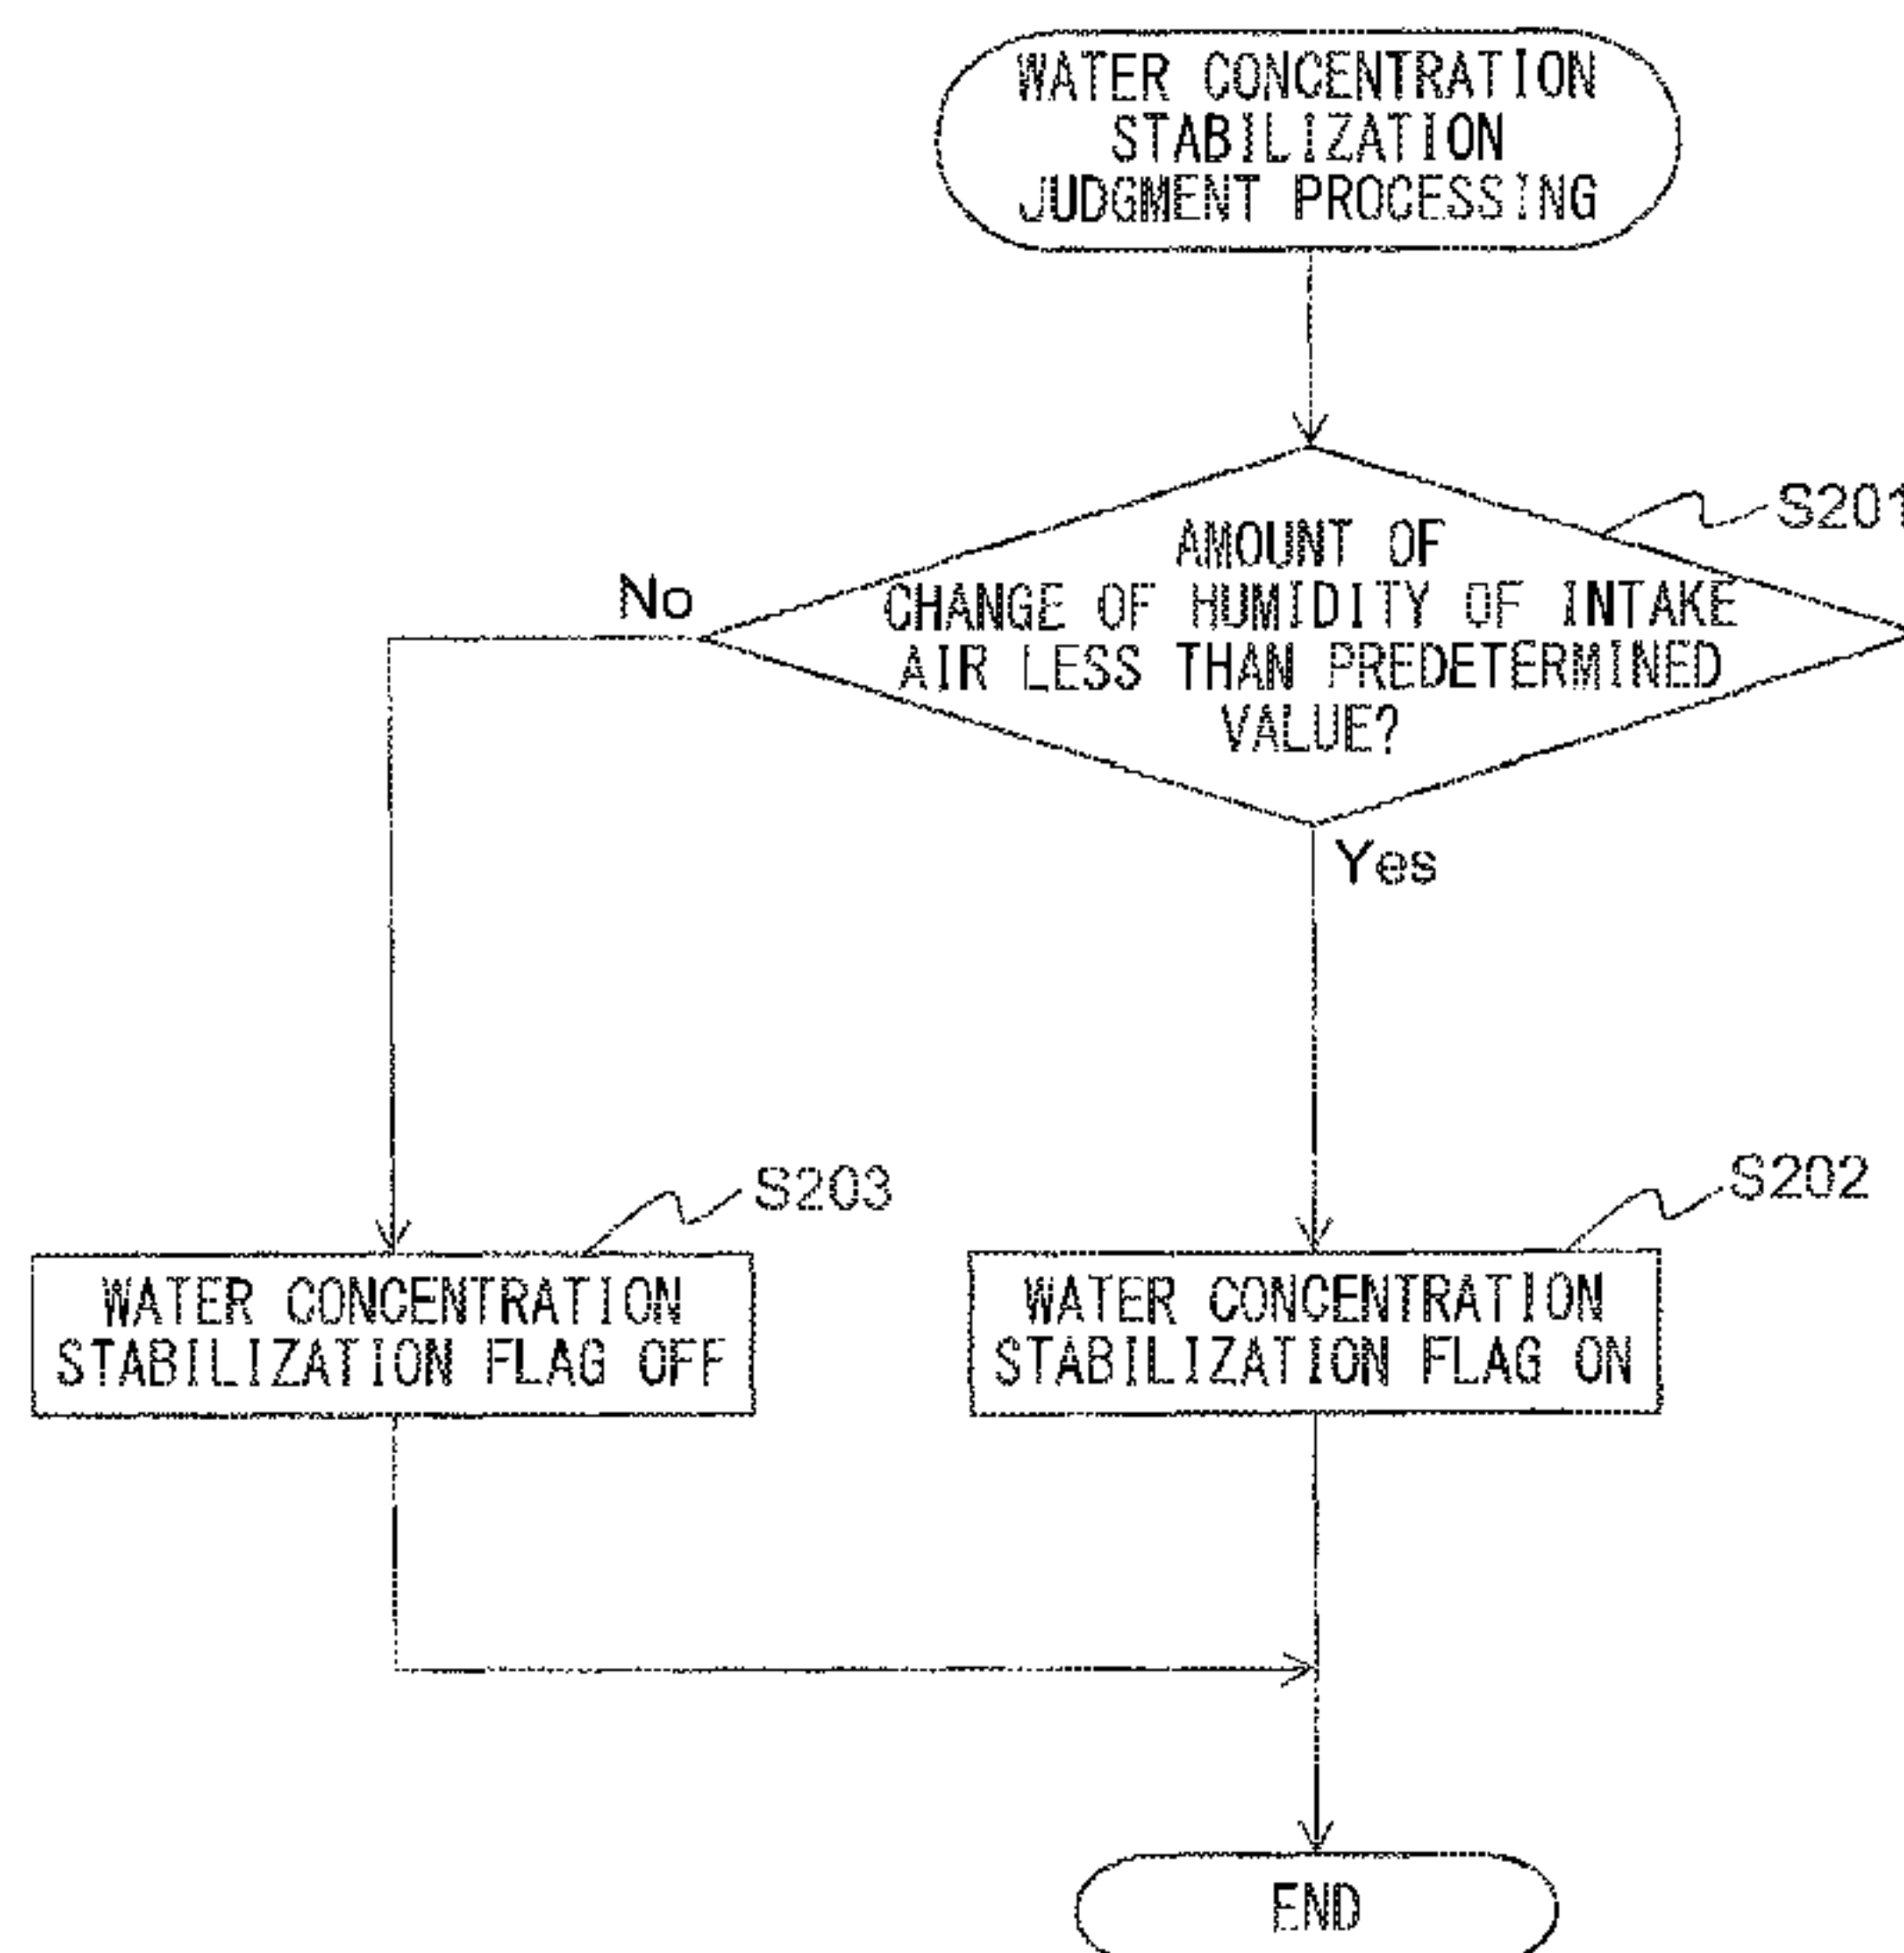 WATER CONCENTRATION
STABILIZATION
JUDGMENT PROCESSING
S201
AMOUNT OF
CHANGE OF HUMIDITY OF INTAKE
AIR LESS THAN PREDETERMINED
VALUE?
No
Yes
S203
S202
WATER CONCENTRATION
STABILIZATION FLAG OFF
WATER CONCENTRATION
STABILIZATION FLAG ON
END